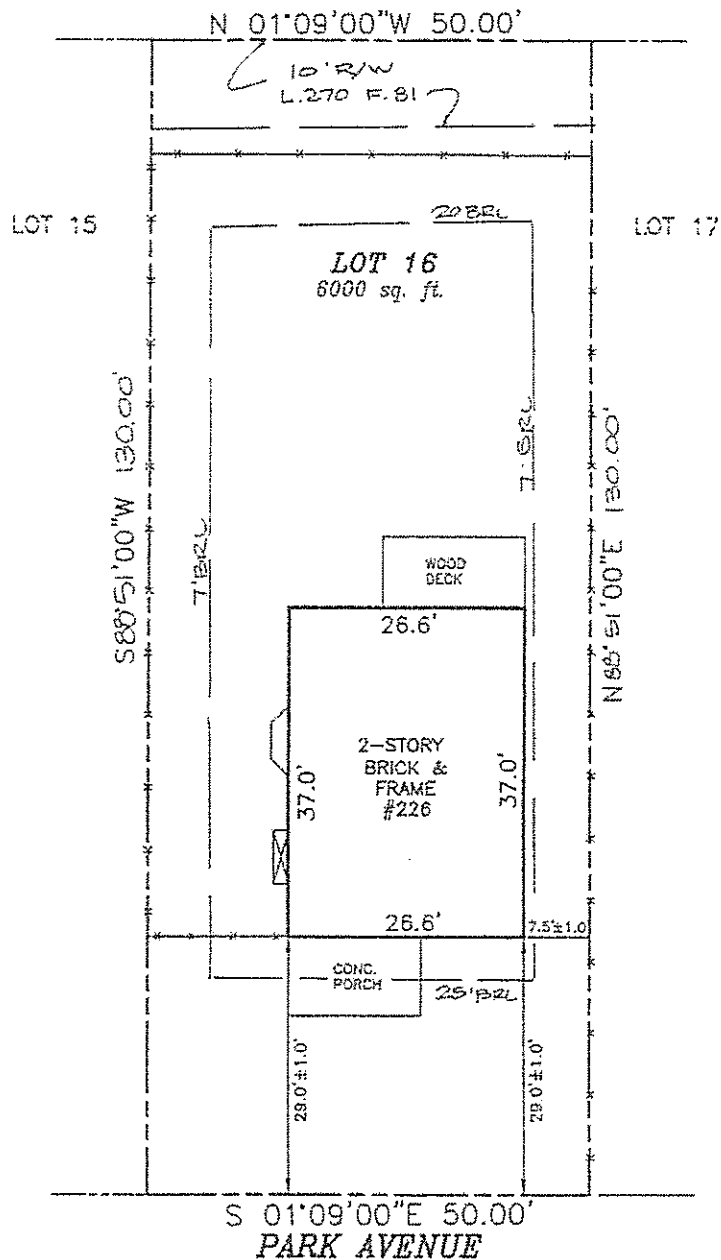 N 01°09'00"W 50.00'
10' R/W
L.270 F.81
LOT 15
20'BRL
LOT 17
LOT 16
6000 sq. ft.
S88°51'00"W 130.00'
7' BRL
7' BRL
N88°51'00"E 130.00'
WOOD
DECK
26.6'
37.0'
2-STORY
BRICK &
FRAME
#226
37.0'
26.6'
7.5'±1.0
CONC.
PORCH
25'BRL
29.0'±1.0'
29.0'±1.0'
S 01°09'00"E 50.00'
PARK AVENUE